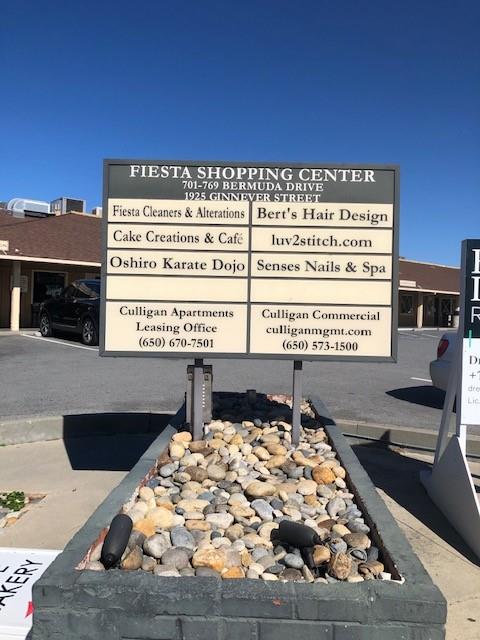 FIESTA SHOPPING CENTER
701-769 BERMUDA DRIVE
1925 GINNEVER STREET
Fiesta Cleaners & Alterations
Bert's Hair Design
Cake Creations & Café
luv2stitch.com
Oshiro Karate Dojo
Senses Nails & Spa
Culligan Apartments
Leasing Office
(650) 670-7501
Culligan Commercial
culliganmgmt.com
(650) 573-1500